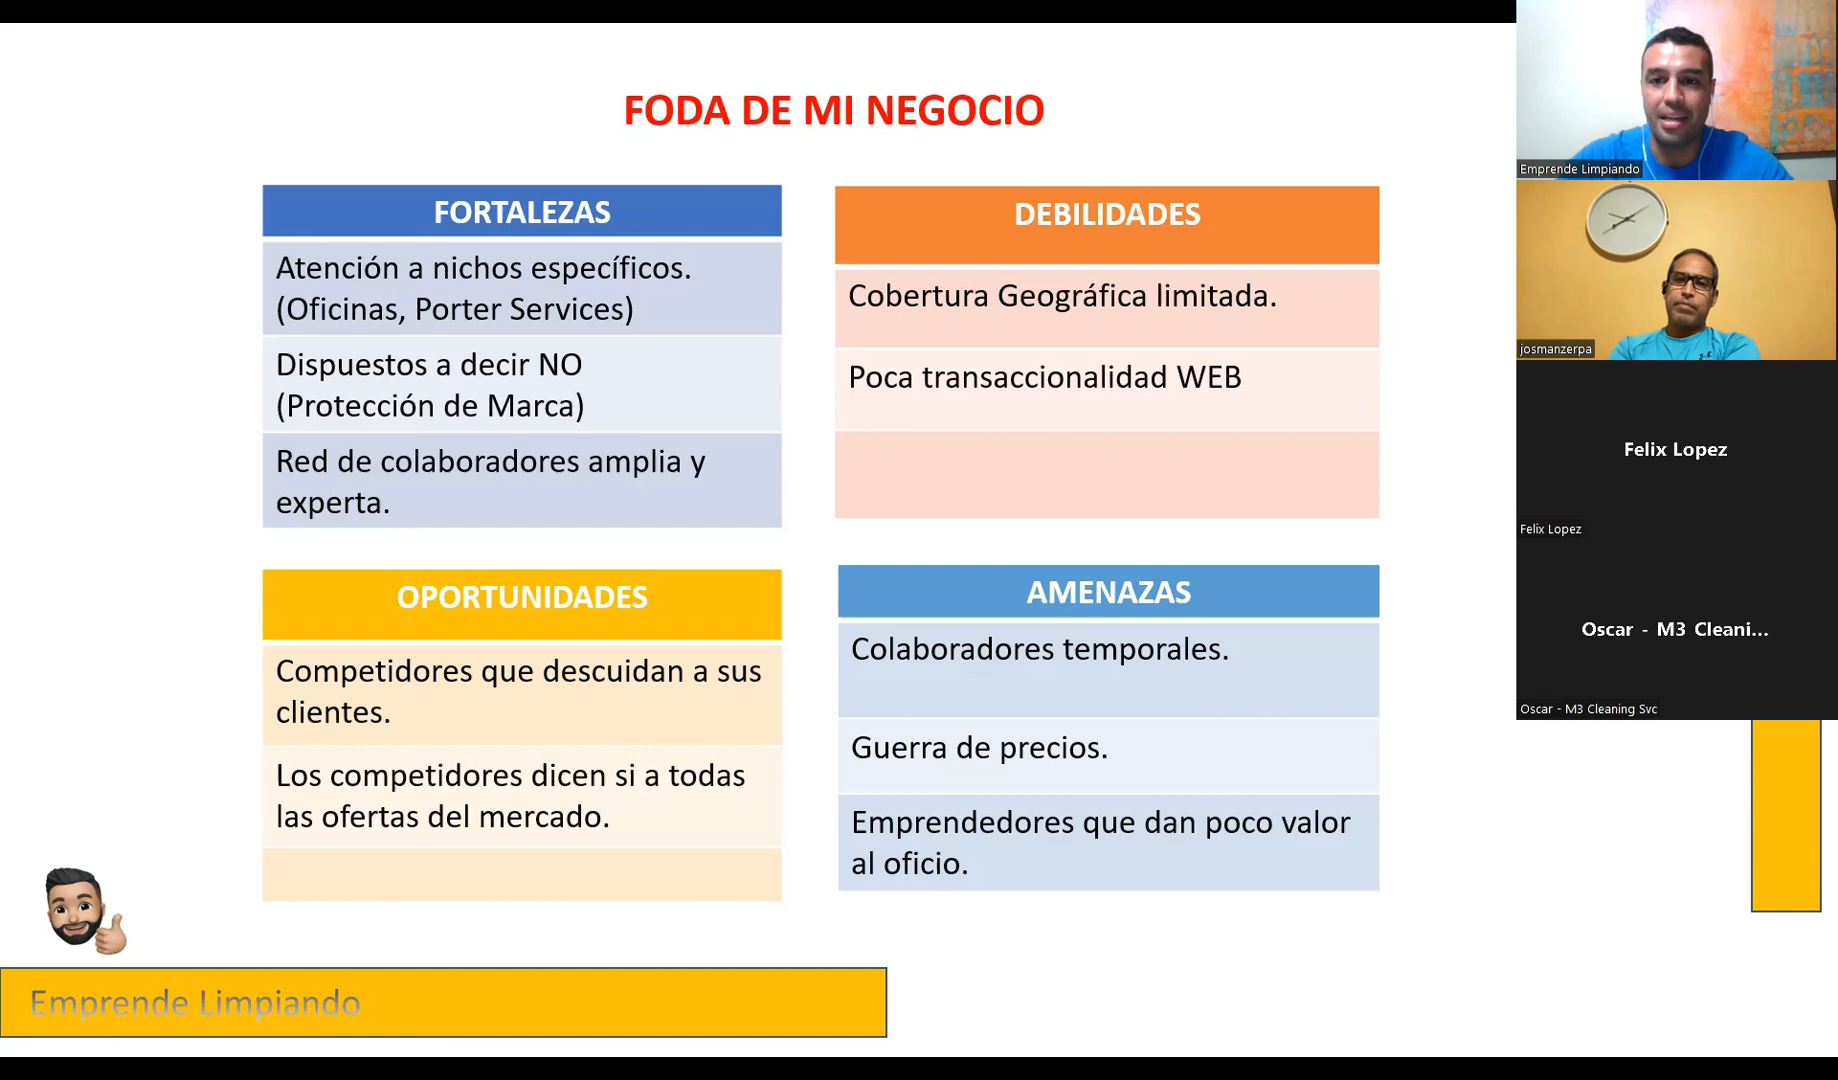 FODA DE MI NEGOCIO
FORTALEZAS
Atención a nichos específicos.
(Oficinas, Porter Services)
Dispuestos a decir NO
(Protección de Marca)
Red de colaboradores amplia y
experta.
DEBILIDADES
Cobertura Geográfica limitada.
Poca transaccionalidad WEB
OPORTUNIDADES
Competidores que descuidan a sus
clientes.
Los competidores dicen si a todas
las ofertas del mercado.
AMENAZAS
Colaboradores temporales.
Guerra de precios.
Emprendedores que dan poco valor
al oficio.
Emprende Limpiando
Emprende Limpiando
josmanzerpa
Felix Lopez
Felix Lopez
Oscar - M3 Cleani...
Oscar - M3 Cleaning Svc